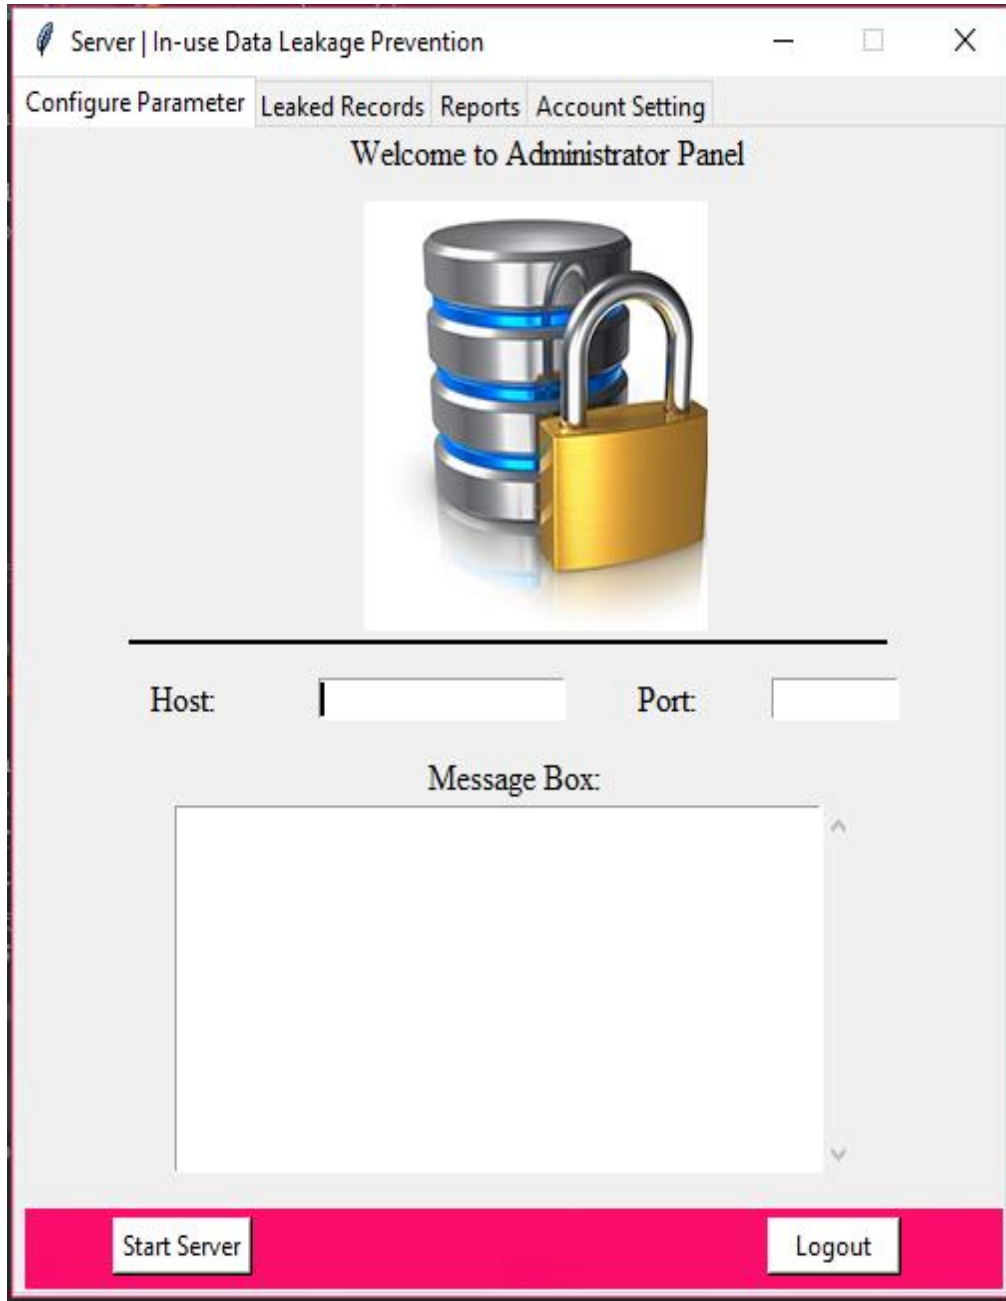 Server | In-use Data Leakage Prevention
Configure Parameter Leaked Records Reports Account Setting
Welcome to Administrator Panel
Host: Port:
Message Box:
Start Server Logout